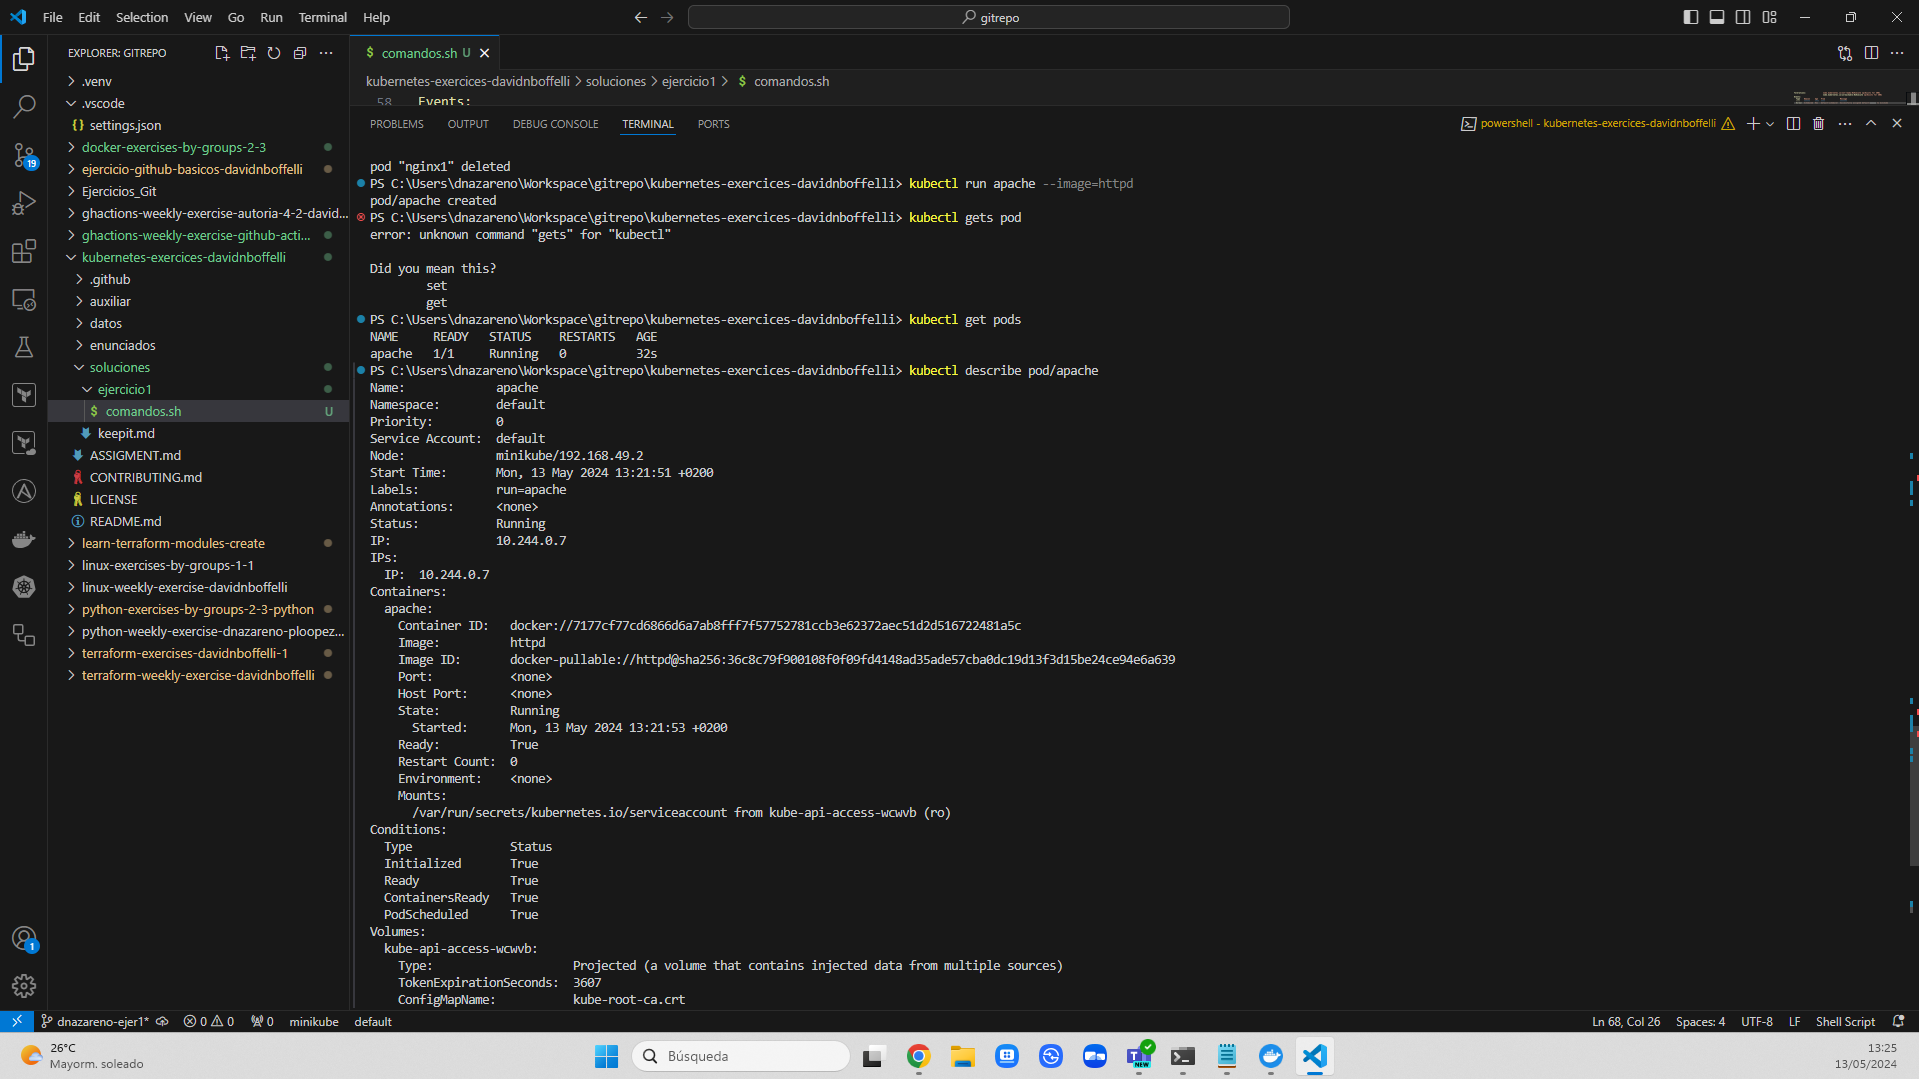 File Edit Selection View Go Run Terminal Help
gitrepo
EXPLORER: GITREPO
.venv
.vscode
settings.json
docker-exercises-by-groups-2-3
ejercicio-github-basicos-davidnboffelli
Ejercicios_Git
ghactions-weekly-exercise-autoria-4-2-david...
ghactions-weekly-exercise-github-acti...
kubernetes-exercices-davidnboffelli
.github
auxiliar
datos
enunciados
soluciones
ejercicio1
comandos.sh U
keepit.md
ASSIGMENT.md
CONTRIBUTING.md
LICENSE
README.md
learn-terraform-modules-create
linux-exercises-by-groups-1-1
linux-weekly-exercise-davidnboffelli
python-exercises-by-groups-2-3-python
python-weekly-exercise-dnazareno-ploopez...
terraform-exercises-davidnboffelli-1
terraform-weekly-exercise-davidnboffelli
19
1
comandos.sh U
kubernetes-exercices-davidnboffelli > soluciones > ejercicio1 > $ comandos.sh
58 Events:
PROBLEMS OUTPUT DEBUG CONSOLE TERMINAL PORTS
powershell - kubernetes-exercices-davidnboffelli
pod "nginx1" deleted
PS C:\Users\dnazareno\Workspace\gitrepo\kubernetes-exercices-davidnboffelli> kubectl run apache --image=httpd
pod/apache created
PS C:\Users\dnazareno\Workspace\gitrepo\kubernetes-exercices-davidnboffelli> kubectl gets pod
error: unknown command "gets" for "kubectl"
Did you mean this?
set
get
PS C:\Users\dnazareno\Workspace\gitrepo\kubernetes-exercices-davidnboffelli> kubectl get pods
NAME READY STATUS RESTARTS AGE
apache 1/1 Running 0 32s
PS C:\Users\dnazareno\Workspace\gitrepo\kubernetes-exercices-davidnboffelli> kubectl describe pod/apache
Name: apache
Namespace: default
Priority: 0
Service Account: default
Node: minikube/192.168.49.2
Start Time: Mon, 13 May 2024 13:21:51 +0200
Labels: run=apache
Annotations: <none>
Status: Running
IP: 10.244.0.7
IPs:
IP: 10.244.0.7
Containers:
apache:
Container ID: docker://7177cf77cd6866d6a7ab8fff7f57752781ccb3e62372aec51d2d516722481a5c
Image: httpd
Image ID: docker-pullable://httpd@sha256:36c8c79f900108f0f09fd4148ad35ade57cba0dc19d13f3d15be24ce94e6a639
Port: <none>
Host Port: <none>
State: Running
Started: Mon, 13 May 2024 13:21:53 +0200
Ready: True
Restart Count: 0
Environment: <none>
Mounts:
/var/run/secrets/kubernetes.io/serviceaccount from kube-api-access-wcwvb (ro)
Conditions:
Type Status
Initialized True
Ready True
ContainersReady True
PodScheduled True
Volumes:
kube-api-access-wcwvb:
Type: Projected (a volume that contains injected data from multiple sources)
TokenExpirationSeconds: 3607
ConfigMapName: kube-root-ca.crt
dnazareno-ejer1* 0 0 0 minikube default
Ln 68, Col 26 Spaces: 4 UTF-8 LF Shell Script
26°C
Mayorm. soleado
Búsqueda
NEW
13:25
13/05/2024